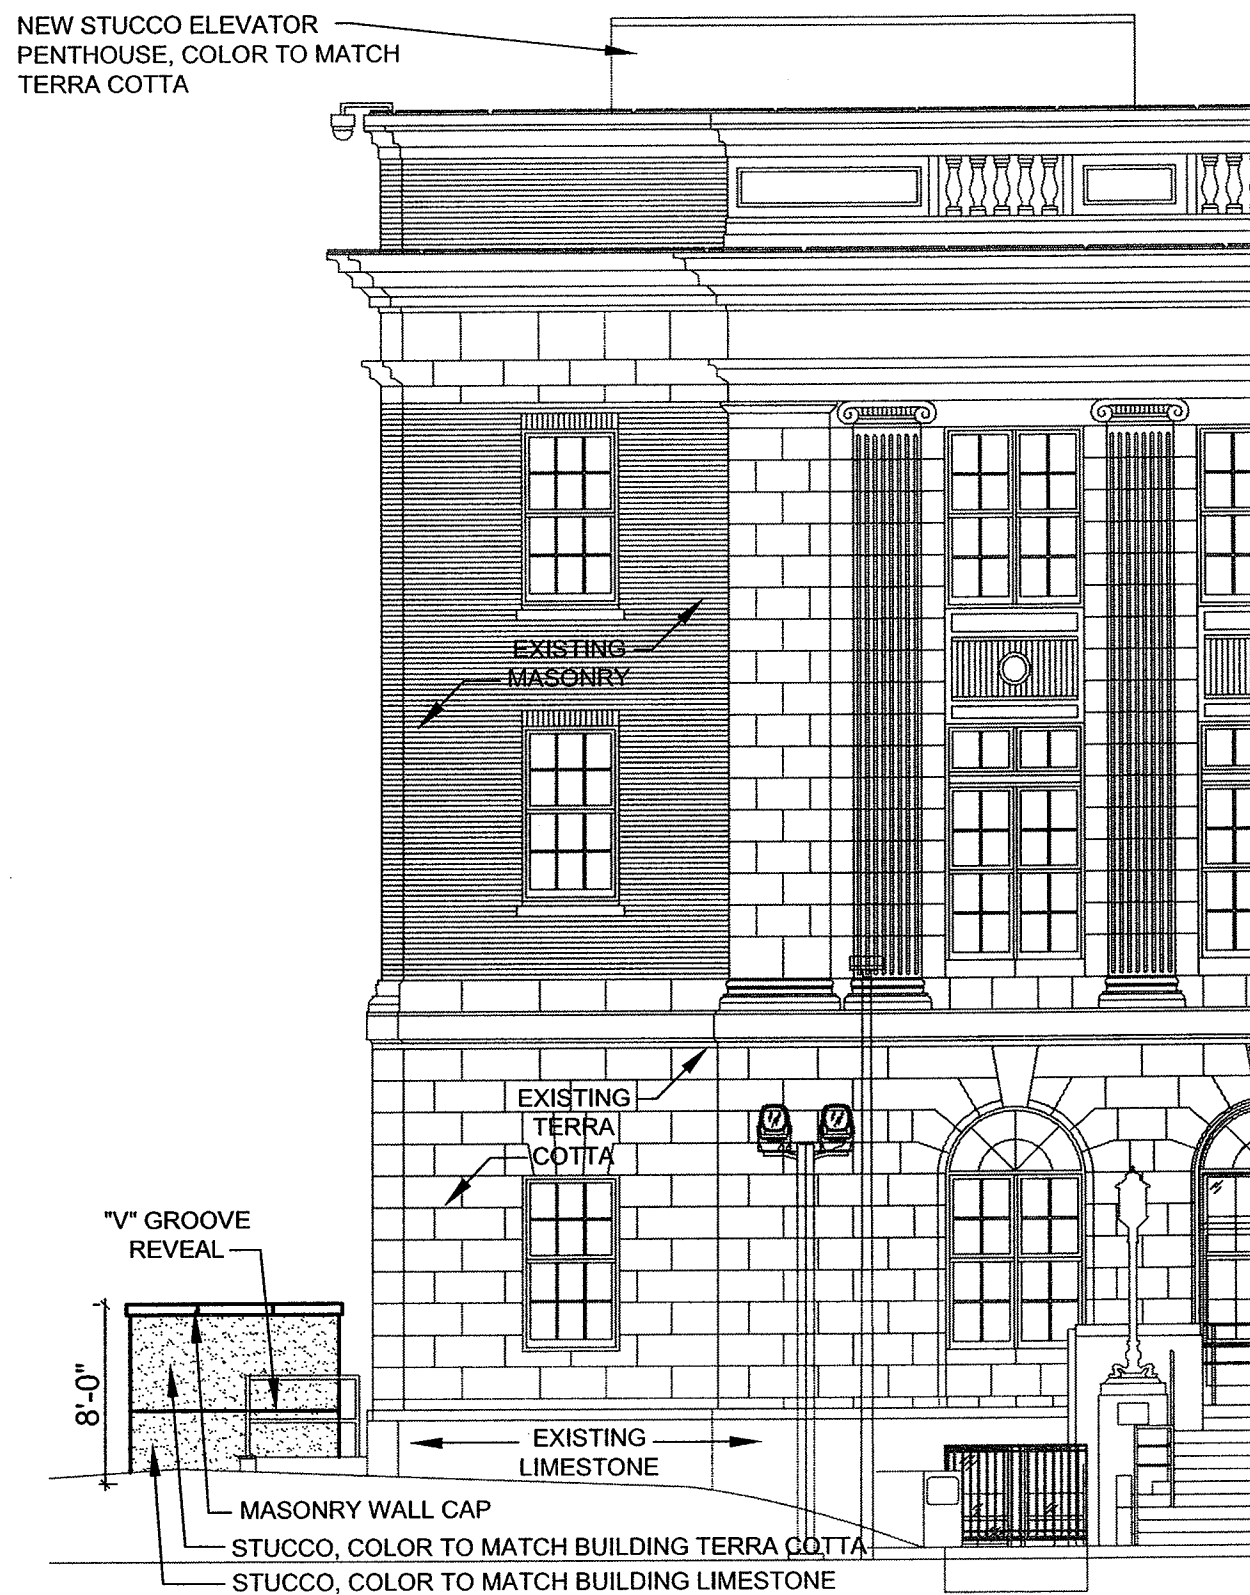 NEW STUCCO ELEVATOR
PENTHOUSE, COLOR TO MATCH
TERRA COTTA
EXISTING
MASONRY
EXISTING
TERRA
COTTA
"V" GROOVE
REVEAL
8'-0"
EXISTING
LIMESTONE
MASONRY WALL CAP
STUCCO, COLOR TO MATCH BUILDING TERRA COTTA
STUCCO, COLOR TO MATCH BUILDING LIMESTONE